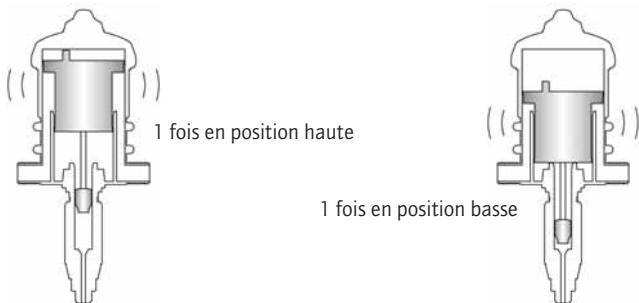 1 fois en position haute
1 fois en position basse